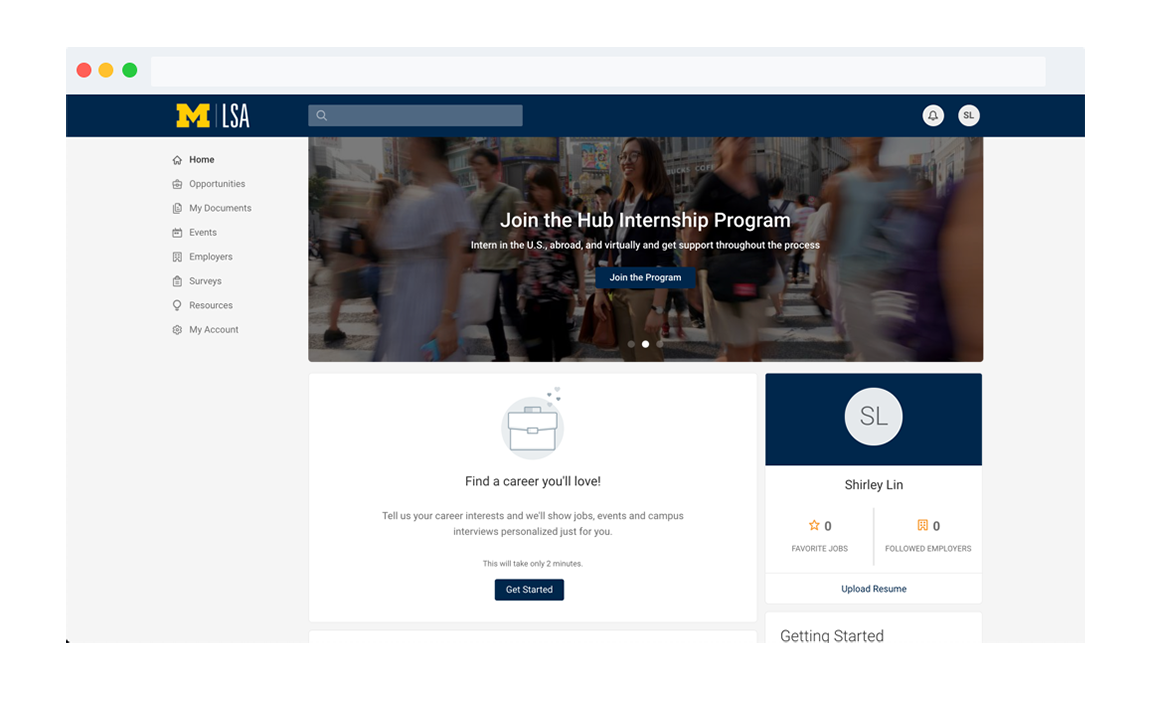 M LSA
SL
Home
Opportunities
My Documents
Events
Employers
Surveys
Resources
My Account
UCKS COFF
Join the Hub Internship Program
Intern in the U.S., abroad, and virtually and get support throughout the process
Join the Program
Find a career you'll love!
Tell us your career interests and we'll show jobs, events and campus
interviews personalized just for you.
This will take only 2 minutes.
Get Started
SL
Shirley Lin
0
FAVORITE JOBS
0
FOLLOWED EMPLOYERS
Upload Resume
Getting Started